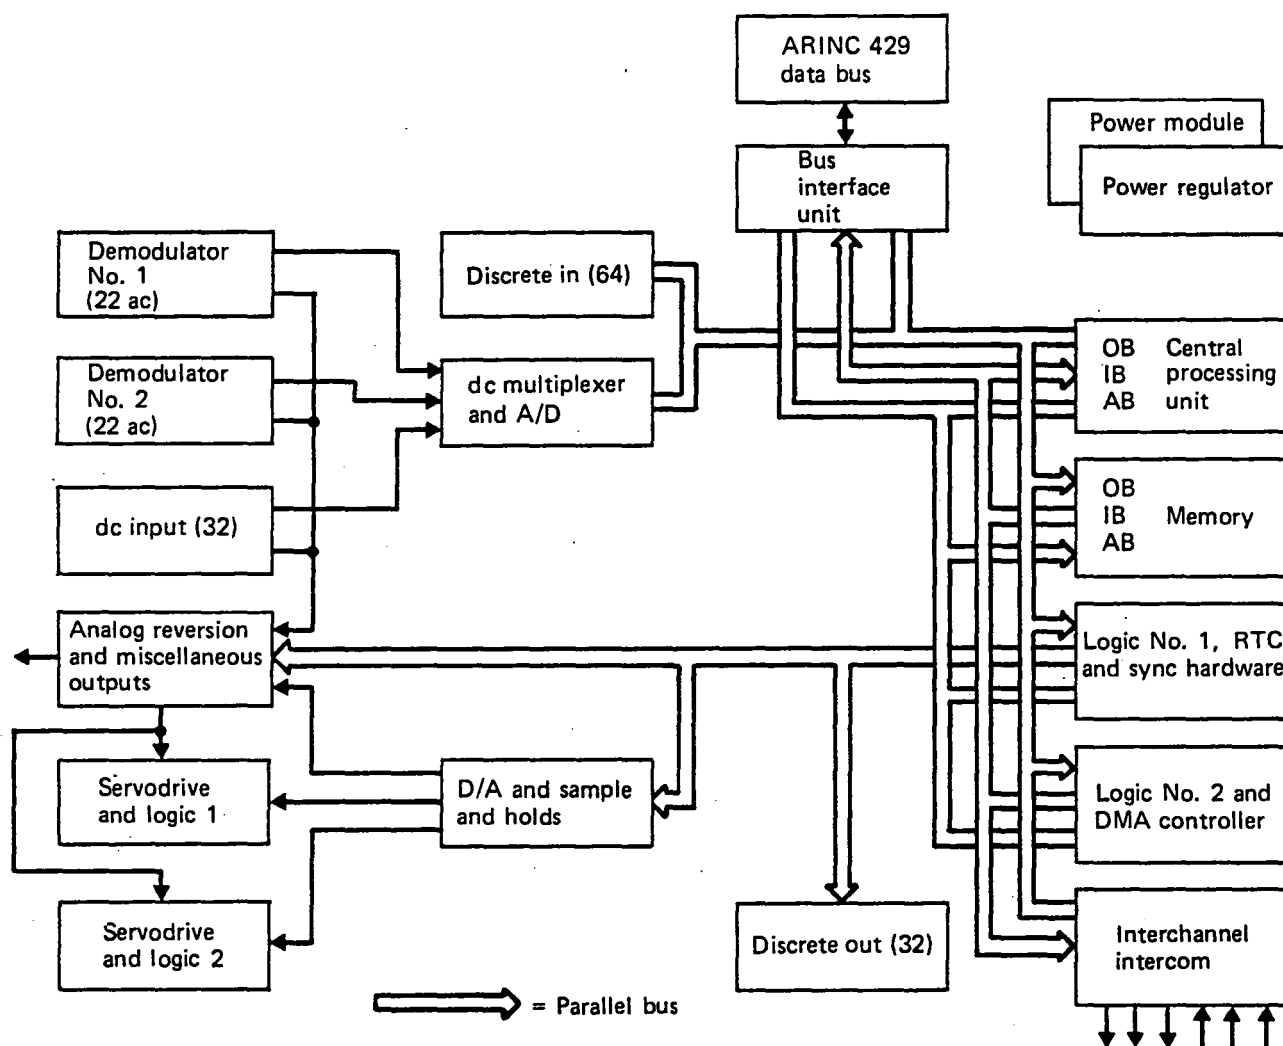 ARINC 429
data bus
Power module
Power regulator
Bus
interface
unit
Demodulator
No. 1
(22 ac)
Discrete in (64)
Demodulator
No. 2
(22 ac)
dc multiplexer
and A/D
OB Central
IB processing
AB unit
dc input (32)
OB
IB Memory
AB
Analog reversion
and miscellaneous
outputs
Logic No. 1, RTC
and sync hardware
Servodrive
and logic 1
D/A and sample
and holds
Logic No. 2 and
DMA controller
Servodrive
and logic 2
Discrete out (32)
Interchannel
intercom
= Parallel bus